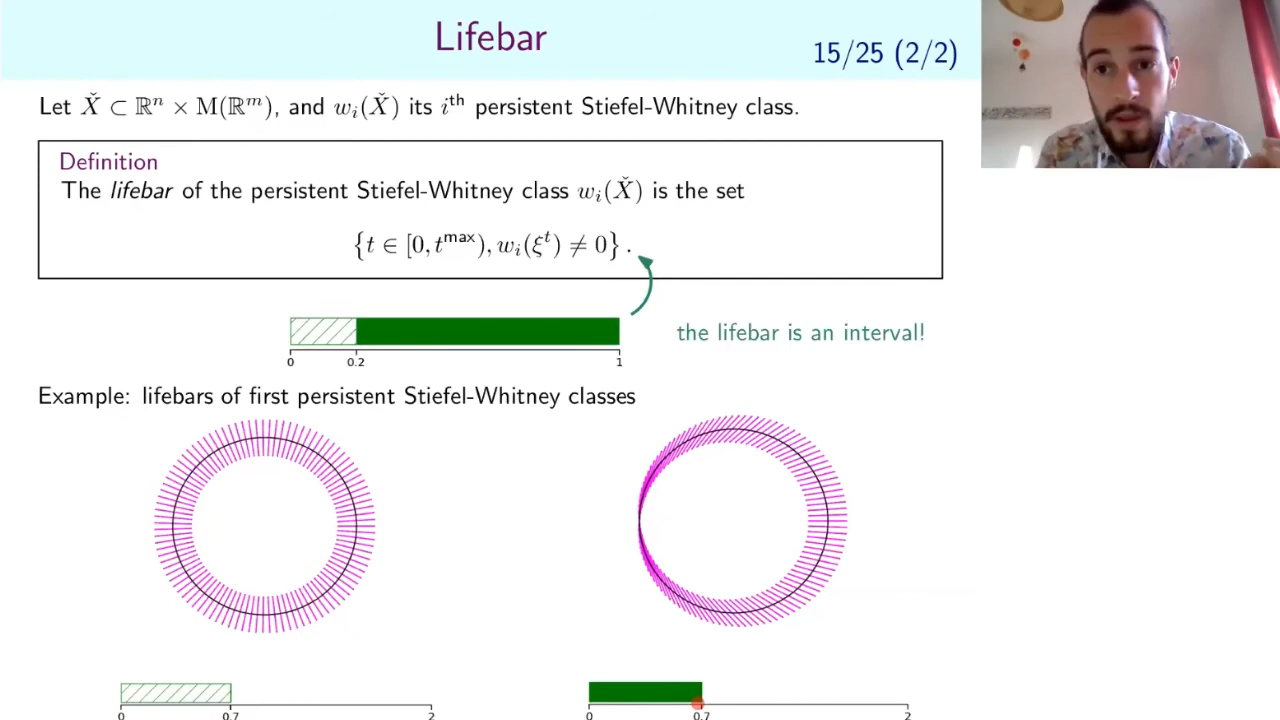 Lifebar
15/25 (2/2)
Let X̌ ⊂ ℝⁿ × M(ℝᵐ), and wᵢ(X̌) its iᵗʰ persistent Stiefel-Whitney class.
Definition
The lifebar of the persistent Stiefel-Whitney class wᵢ(X̌) is the set
{t ∈ [0, tᵐᵃˣ), wᵢ(ξᵗ) ≠ 0} .
the lifebar is an interval!
0 0.2 1
Example: lifebars of first persistent Stiefel-Whitney classes
0 0.7 2
0 0.7 2